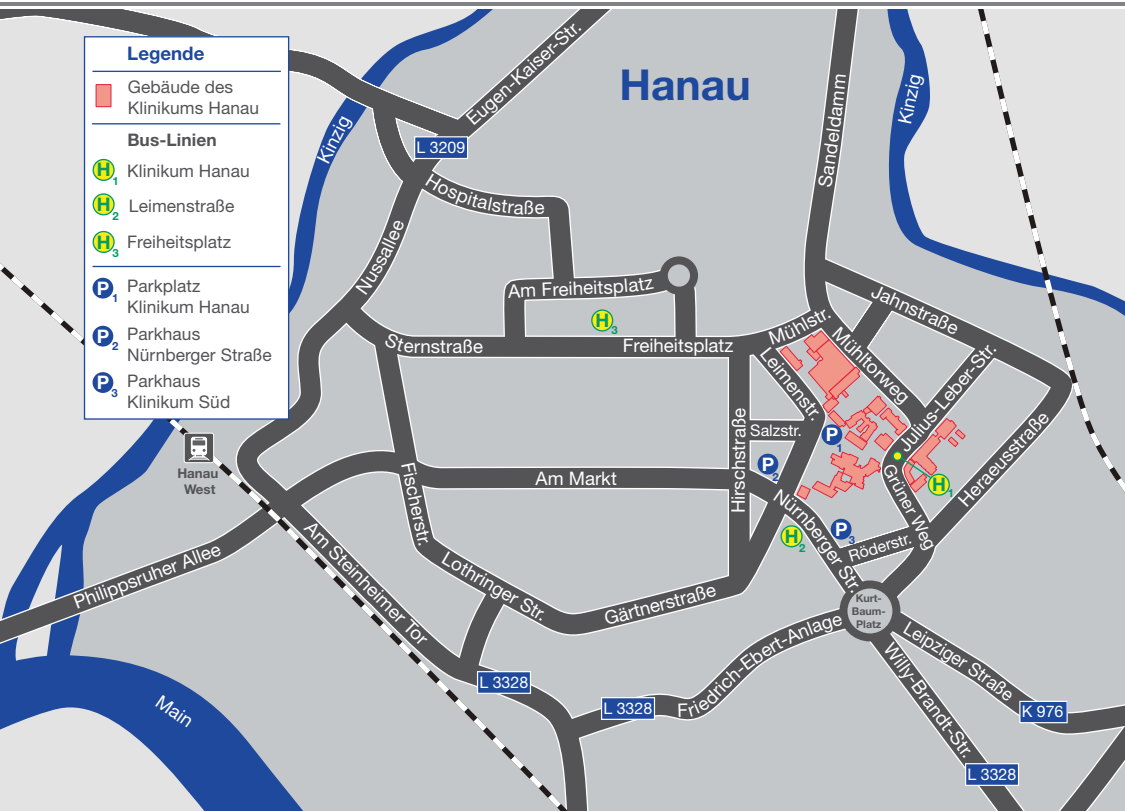 Legende
Gebäude des
Klinikums Hanau
Bus-Linien
H1 Klinikum Hanau
H2 Leimenstraße
H3 Freiheitsplatz
P1 Parkplatz
Klinikum Hanau
P2 Parkhaus
Nürnberger Straße
P3 Parkhaus
Klinikum Süd
Hanau
Eugen-Kaiser-Str.
Kinzig
Kinzig
Sandeldamm
L 3209
Hospitalstraße
Nussallee
Am Freiheitsplatz
H3
Jahnstraße
Mühlstr.
Mühltorweg
Sternstraße
Freiheitsplatz
Leimenstr.
Julius-Leber-Str.
Salzstr.
P1
Hirschstraße
Heraeusstraße
Hanau
West
Fischerstr.
Am Markt
P2
Grüner Weg
H1
Nürnberger Str.
H2
P3
Röderstr.
Am Steinheimer Tor
Philippsruher Allee
Lothringer Str.
Gärtnerstraße
Kurt-
Baum-
Platz
Friedrich-Ebert-Anlage
Leipziger Straße
Willy-Brandt-Str.
L 3328
L 3328
K 976
Main
L 3328